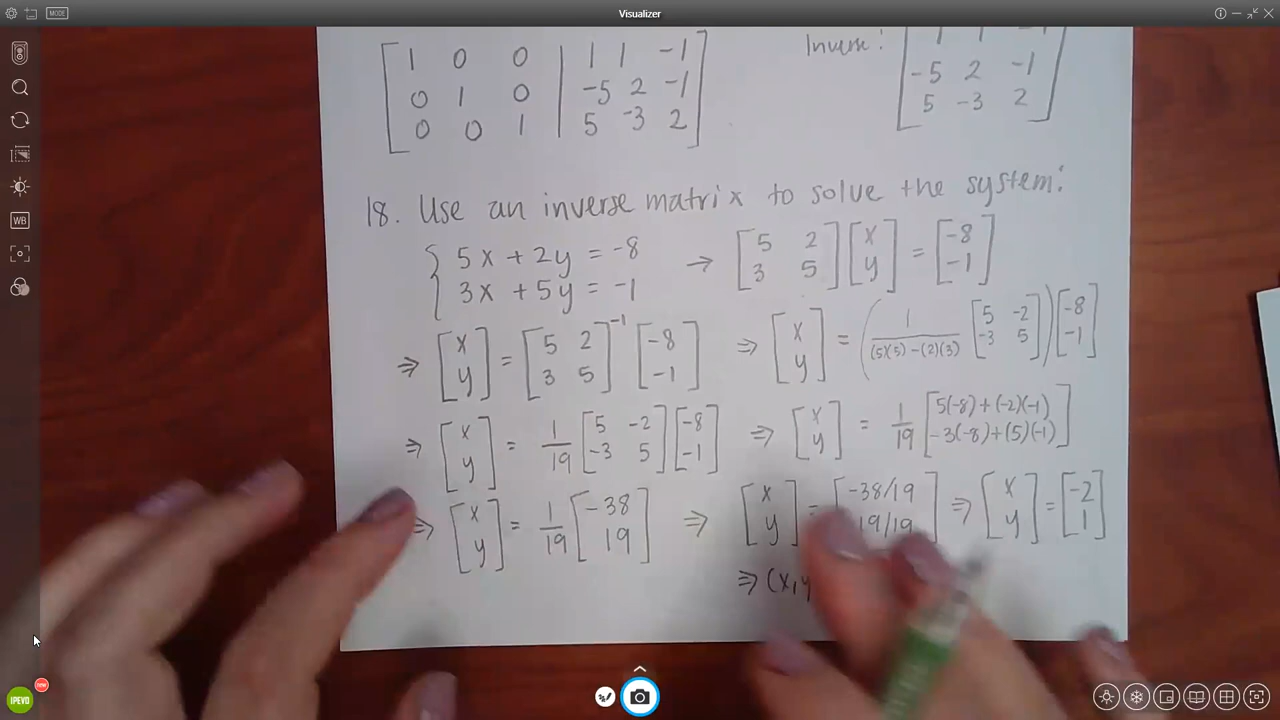 MODE
Visualizer
[1 0 0 | 1 1 -1]
[0 1 0 | -5 2 -1]
[0 0 1 | 5 -3 2]
Inverse:
[-5 2 -1]
[5 -3 2]
18. Use an inverse matrix to solve the system:
{5x + 2y = -8
{3x + 5y = -1
→ [5 2; 3 5][x; y] = [-8; -1]
⇒ [x; y] = [5 2; 3 5]⁻¹ [-8; -1]
⇒ [x; y] = (1/((5)(5)-(2)(3)) [5 -2; -3 5]) [-8; -1]
⇒ [x; y] = 1/19 [5 -2; -3 5][-8; -1]
⇒ [x; y] = 1/19 [5(-8)+(-2)(-1); -3(-8)+(5)(-1)]
⇒ [x; y] = 1/19 [-38; 19]
⇒ [x; y] = [-38/19; 19/19] ⇒ [x; y] = [-2; 1]
⇒ (x,y
WB
IPEVO
new